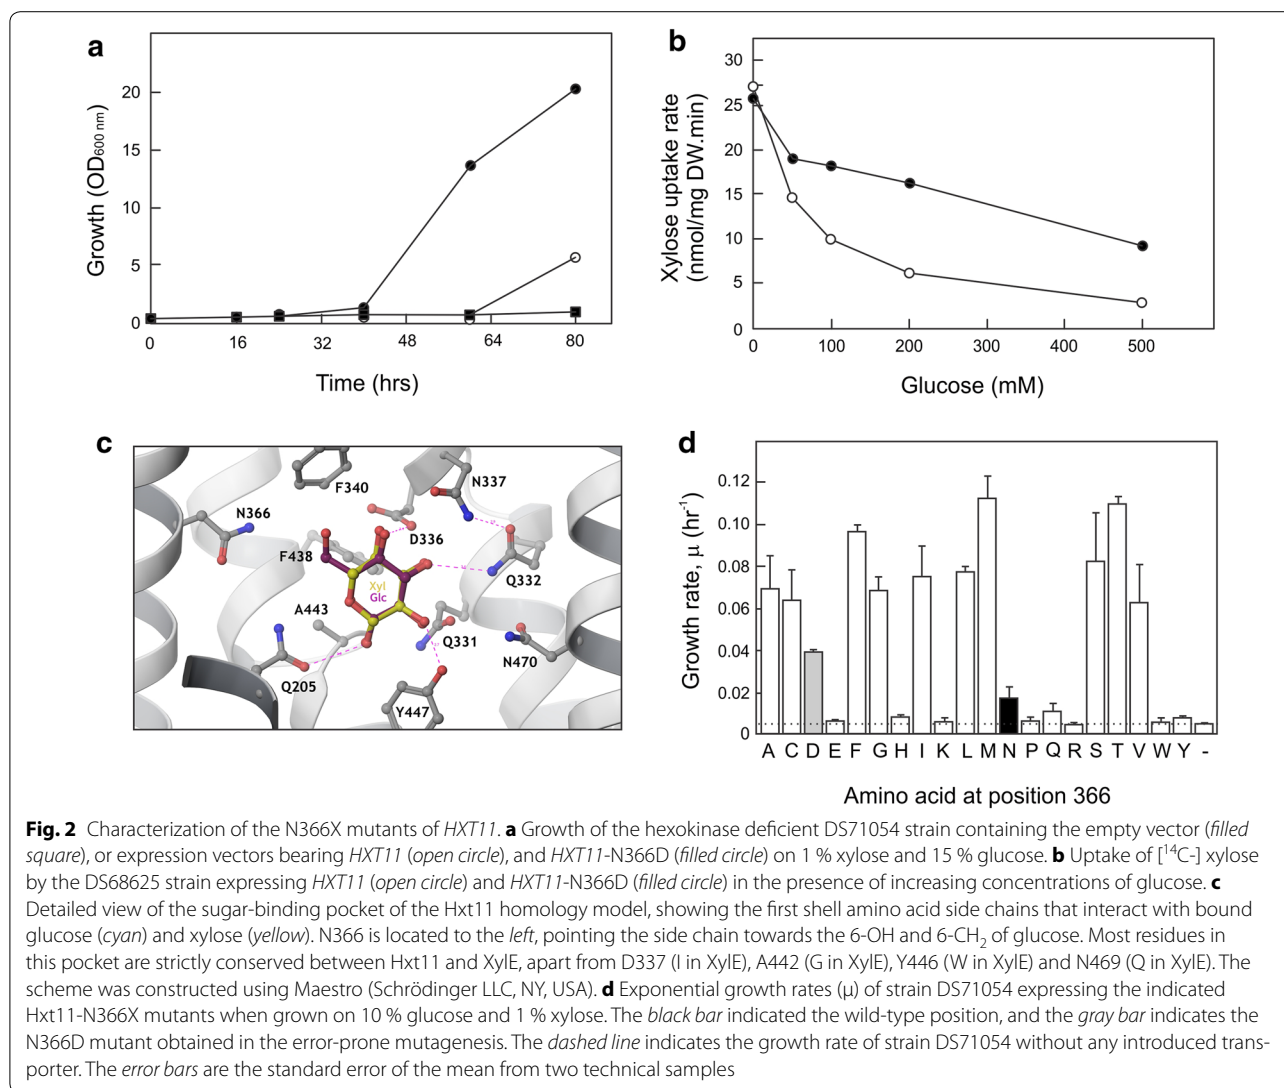 a
Growth (OD600 nm)
20
15
10
5
0
0 16 32 48 64 80
Time (hrs)
b
Xylose uptake rate
(nmol/mg DW.min)
30
25
20
15
10
5
0
0 100 200 300 400 500
Glucose (mM)
c
F340
N337
N366
D336
F438
Q332
Xyl
Glc
A443
Q331
N470
Q205
Y447
d
Growth rate, μ (hr-1)
0.12
0.10
0.08
0.06
0.04
0.02
0
A C D E F G H I K L M N P Q R S T V W Y -
Amino acid at position 366
Fig. 2 Characterization of the N366X mutants of HXT11. a Growth of the hexokinase deficient DS71054 strain containing the empty vector (filled
square), or expression vectors bearing HXT11 (open circle), and HXT11-N366D (filled circle) on 1 % xylose and 15 % glucose. b Uptake of [14C-] xylose
by the DS68625 strain expressing HXT11 (open circle) and HXT11-N366D (filled circle) in the presence of increasing concentrations of glucose. c
Detailed view of the sugar-binding pocket of the Hxt11 homology model, showing the first shell amino acid side chains that interact with bound
glucose (cyan) and xylose (yellow). N366 is located to the left, pointing the side chain towards the 6-OH and 6-CH2 of glucose. Most residues in
this pocket are strictly conserved between Hxt11 and XylE, apart from D337 (I in XylE), A442 (G in XylE), Y446 (W in XylE) and N469 (Q in XylE). The
scheme was constructed using Maestro (Schrödinger LLC, NY, USA). d Exponential growth rates (μ) of strain DS71054 expressing the indicated
Hxt11-N366X mutants when grown on 10 % glucose and 1 % xylose. The black bar indicated the wild-type position, and the gray bar indicates the
N366D mutant obtained in the error-prone mutagenesis. The dashed line indicates the growth rate of strain DS71054 without any introduced trans-
porter. The error bars are the standard error of the mean from two technical samples